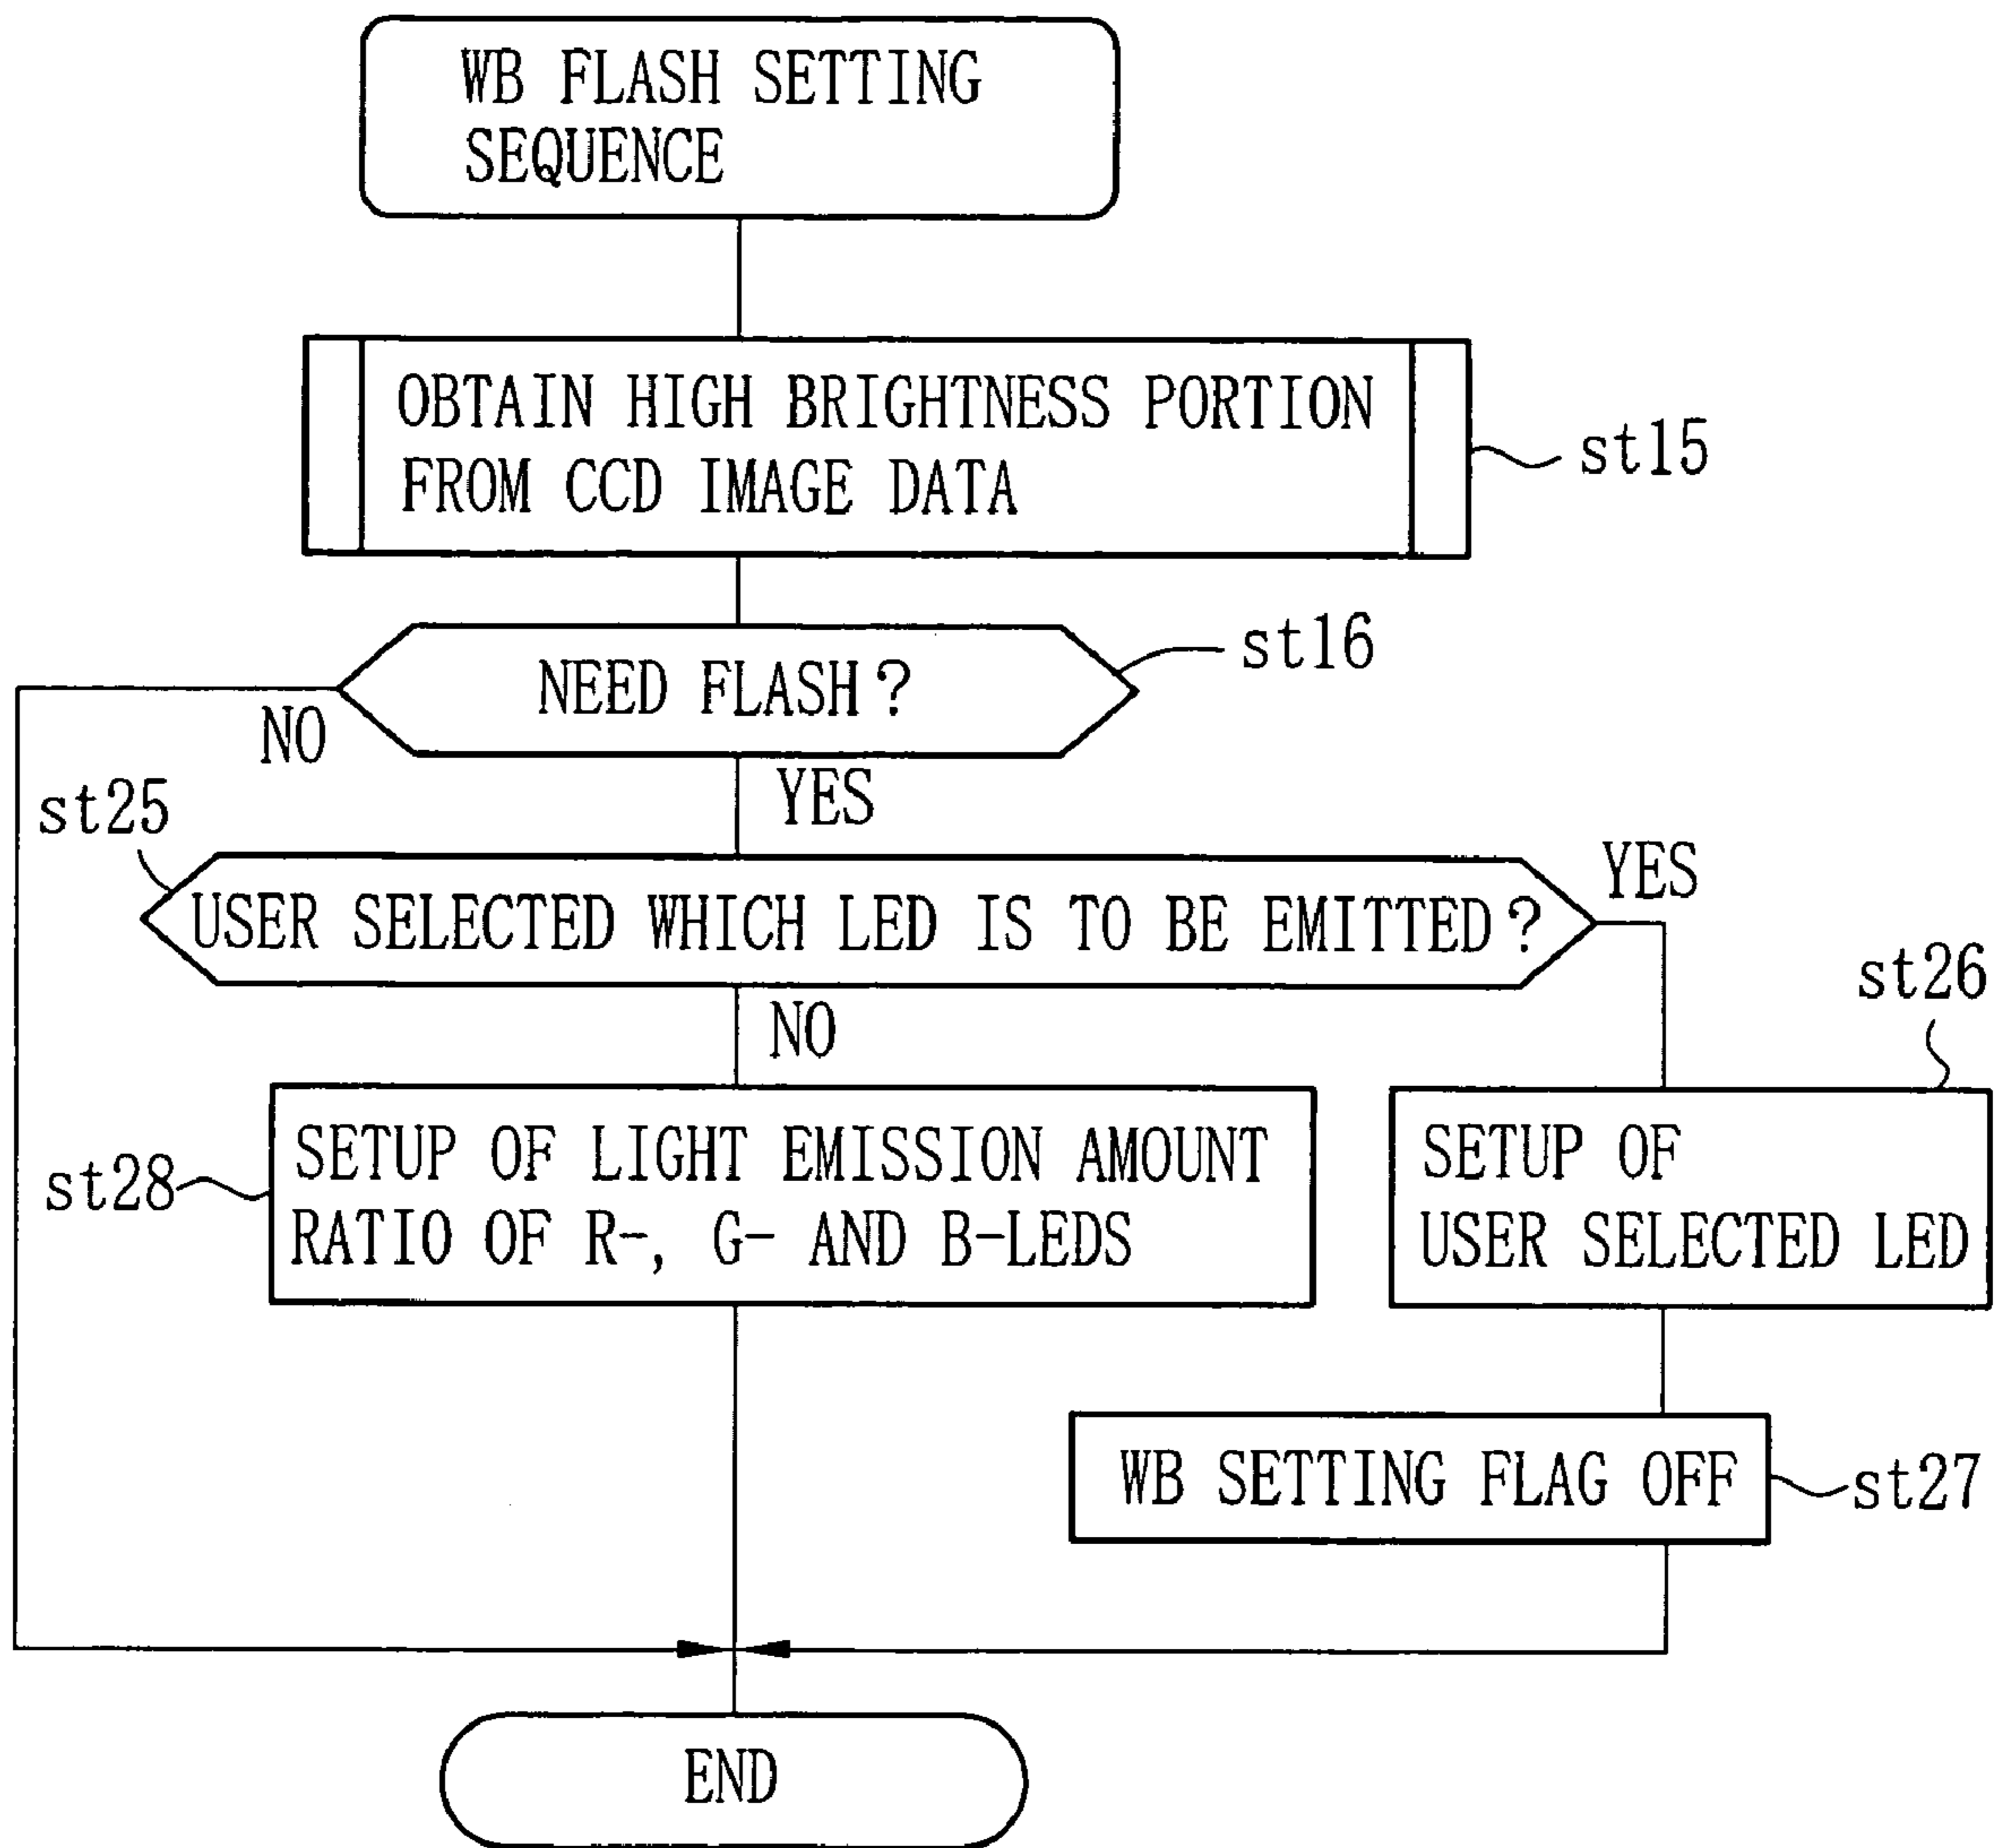 WB FLASH SETTING
SEQUENCE
OBTAIN HIGH BRIGHTNESS PORTION
FROM CCD IMAGE DATA
st15
NEED FLASH?
st16
NO
YES
st25
USER SELECTED WHICH LED IS TO BE EMITTED?
YES
NO
st26
SETUP OF LIGHT EMISSION AMOUNT
RATIO OF R-, G- AND B-LEDS
st28
SETUP OF
USER SELECTED LED
WB SETTING FLAG OFF
st27
END